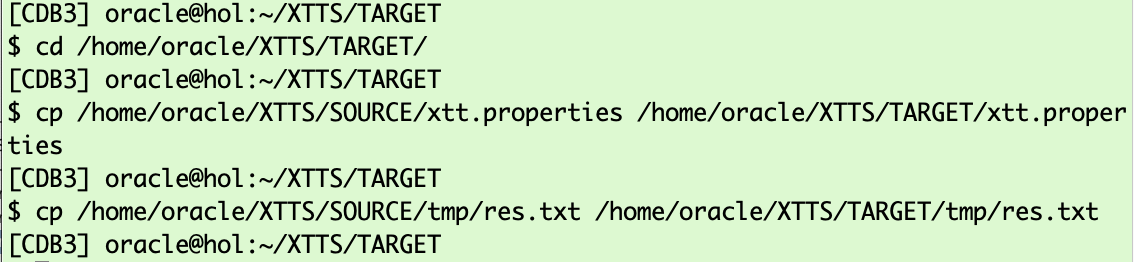 [CDB3] oracle@hol:~/XTTS/TARGET
$ cd /home/oracle/XTTS/TARGET/
[CDB3] oracle@hol:~/XTTS/TARGET
$ cp /home/oracle/XTTS/SOURCE/xtt.properties /home/oracle/XTTS/TARGET/xtt.proper
ties
[CDB3] oracle@hol:~/XTTS/TARGET
$ cp /home/oracle/XTTS/SOURCE/tmp/res.txt /home/oracle/XTTS/TARGET/tmp/res.txt
[CDB3] oracle@hol:~/XTTS/TARGET